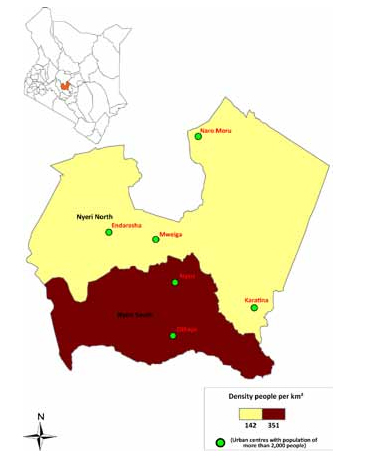 Naro Moru
Nyeri North
Endarasha
Mweiga
Nyeri
Karatina
Nyeri South
Othaya
Density people per km²
142 351
(Urban centres with population of
more than 2,000 people)
N